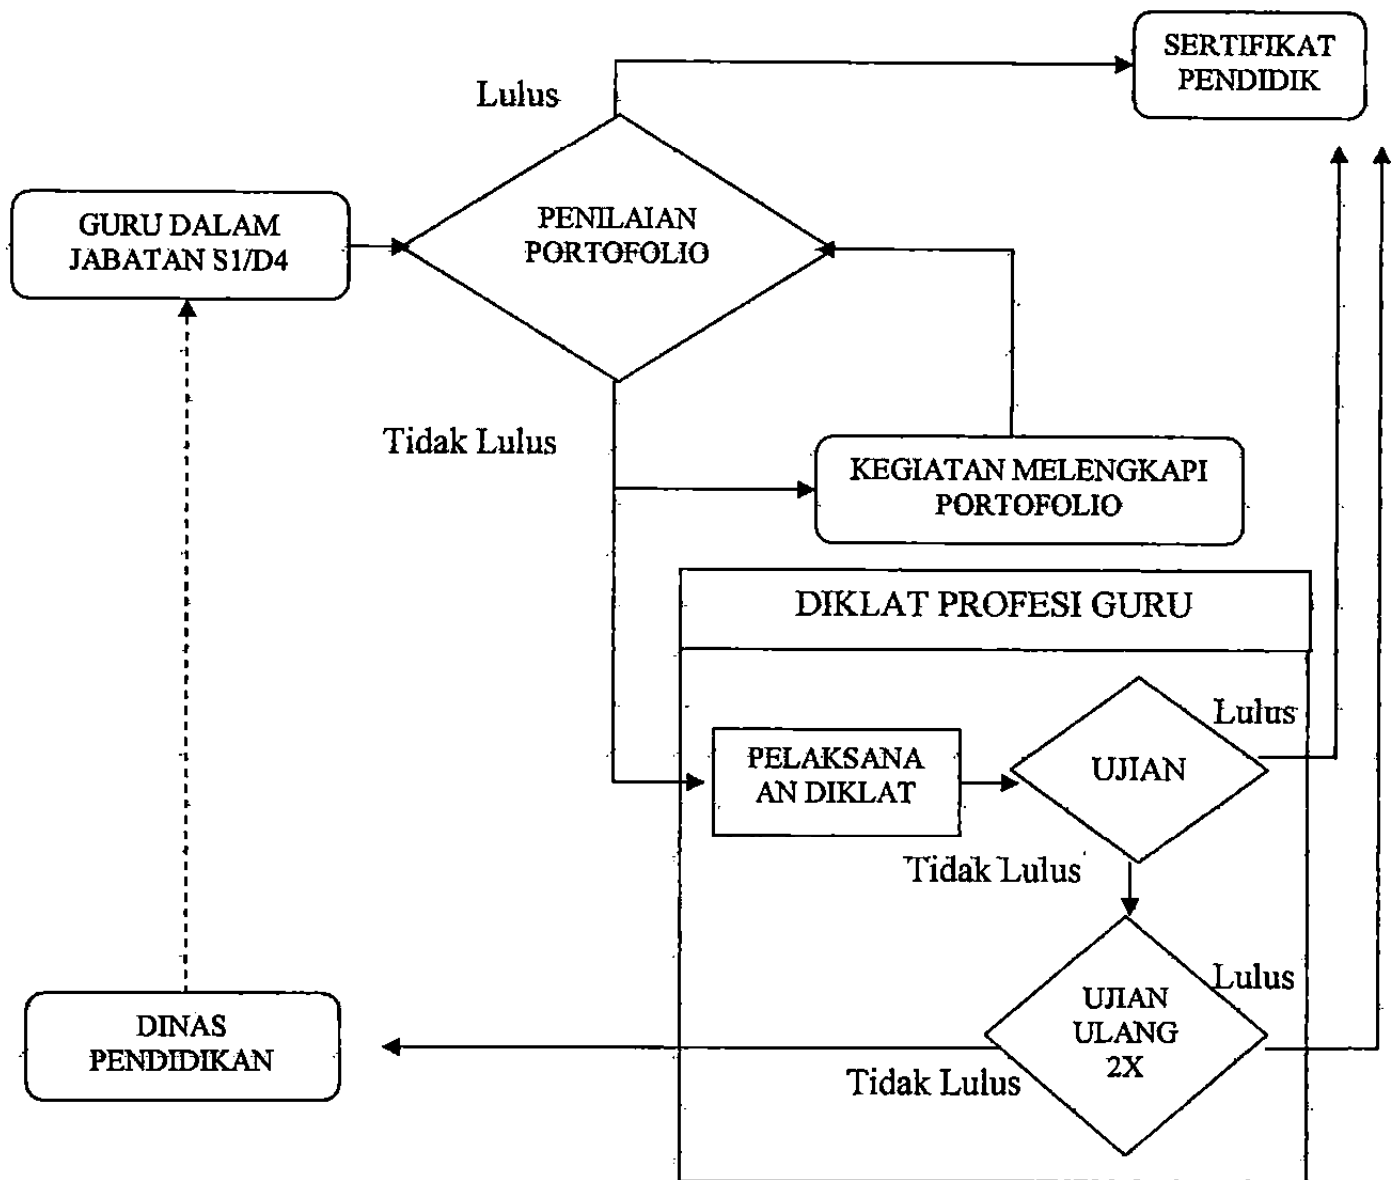 SERTIFIKAT
PENDIDIK
Lulus
GURU DALAM
JABATAN S1/D4
PENILAIAN
PORTOFOLIO
Tidak Lulus
KEGIATAN MELENGKAPI
PORTOFOLIO
DIKLAT PROFESI GURU
Lulus
PELAKSANA
AN DIKLAT
UJIAN
Tidak Lulus
Lulus
UJIAN
ULANG
2X
DINAS
PENDIDIKAN
Tidak Lulus